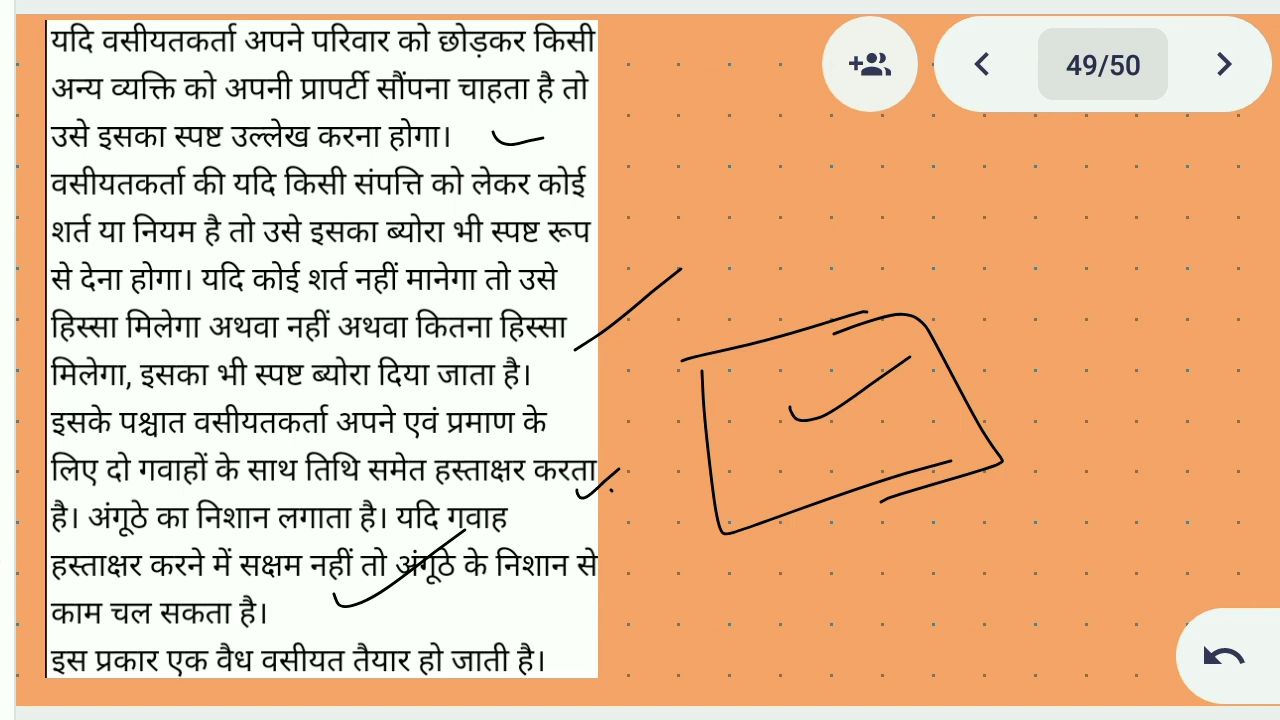 यदि वसीयतकर्ता अपने परिवार को छोड़कर किसी
अन्य व्यक्ति को अपनी प्रापर्टी सौंपना चाहता है तो
उसे इसका स्पष्ट उल्लेख करना होगा।
वसीयतकर्ता की यदि किसी संपत्ति को लेकर कोई
शर्त या नियम है तो उसे इसका ब्योरा भी स्पष्ट रूप
से देना होगा। यदि कोई शर्त नहीं मानेगा तो उसे
हिस्सा मिलेगा अथवा नहीं अथवा कितना हिस्सा
मिलेगा, इसका भी स्पष्ट ब्योरा दिया जाता है।
इसके पश्चात वसीयतकर्ता अपने एवं प्रमाण के
लिए दो गवाहों के साथ तिथि समेत हस्ताक्षर करता
है। अंगूठे का निशान लगाता है। यदि गवाह
हस्ताक्षर करने में सक्षम नहीं तो अंगूठे के निशान से
काम चल सकता है।
इस प्रकार एक वैध वसीयत तैयार हो जाती है।
49/50